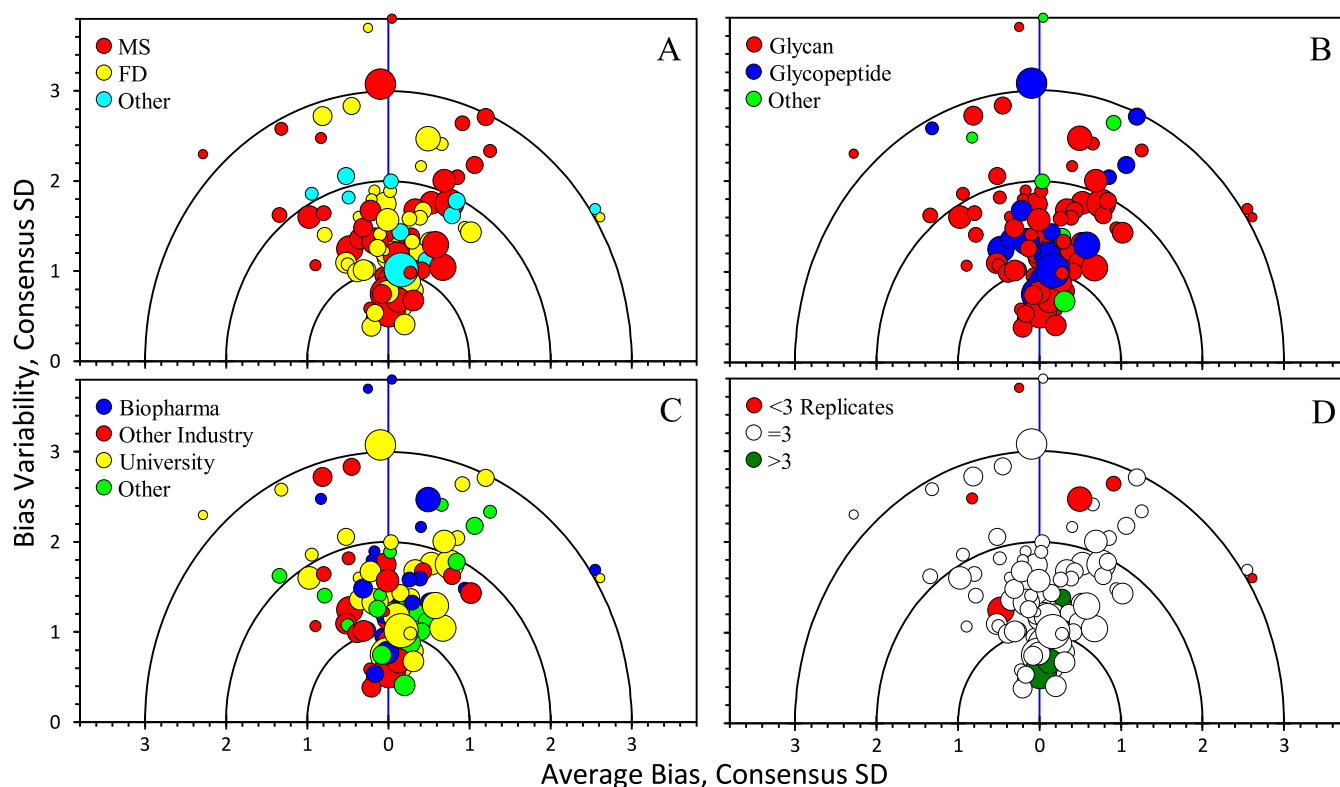 A
MS
FD
Other
3
2
1
0
B
Glycan
Glycopeptide
Other
C
Biopharma
Other Industry
University
Other
3
2
1
0
3 2 1 0 1 2 3
D
<3 Replicates
=3
>3
3 2 1 0 1 2 3
Bias Variability, Consensus SD
Average Bias, Consensus SD